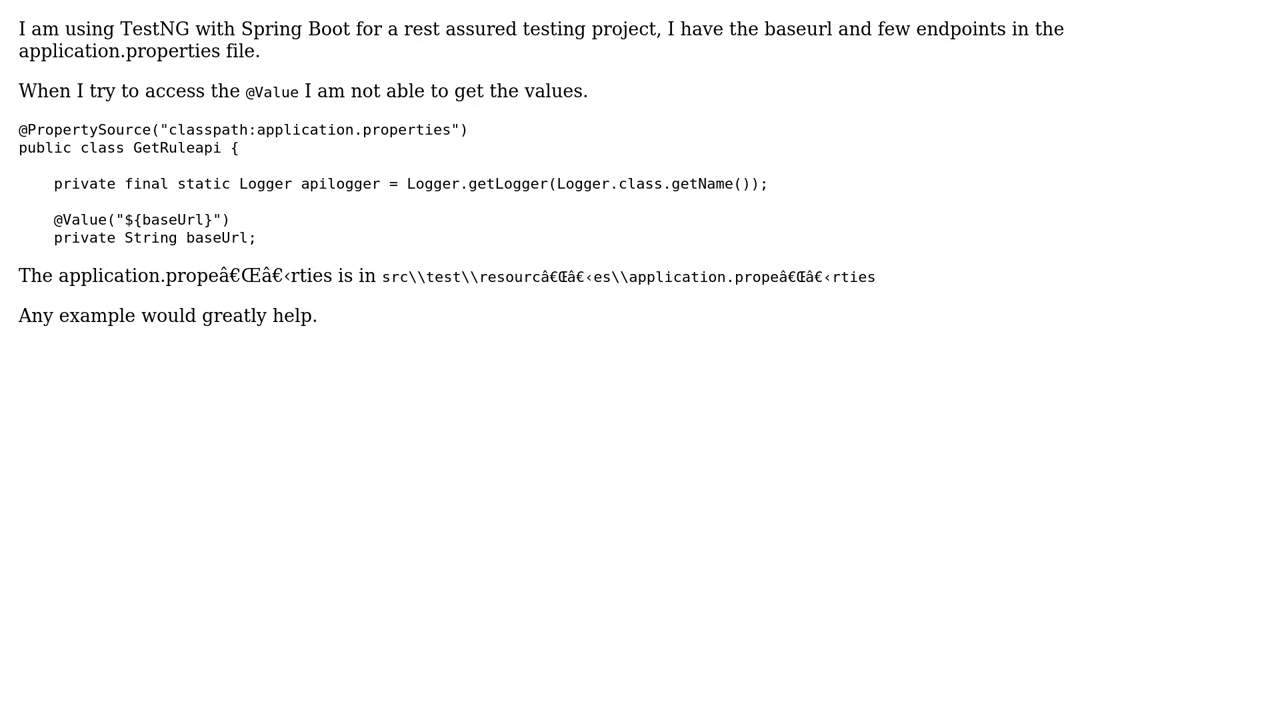 I am using TestNG with Spring Boot for a rest assured testing project, I have the baseurl and few endpoints in the
application.properties file.
When I try to access the @Value I am not able to get the values.
@PropertySource("classpath:application.properties")
public class GetRuleapi {
    private final static Logger apilogger = Logger.getLogger(Logger.class.getName());
    @Value("${baseUrl}")
    private String baseUrl;
The application.propeâ€Œâ€‹rties is in src\\test\\resourcâ€Œâ€‹es\\application.propeâ€Œâ€‹rties
Any example would greatly help.